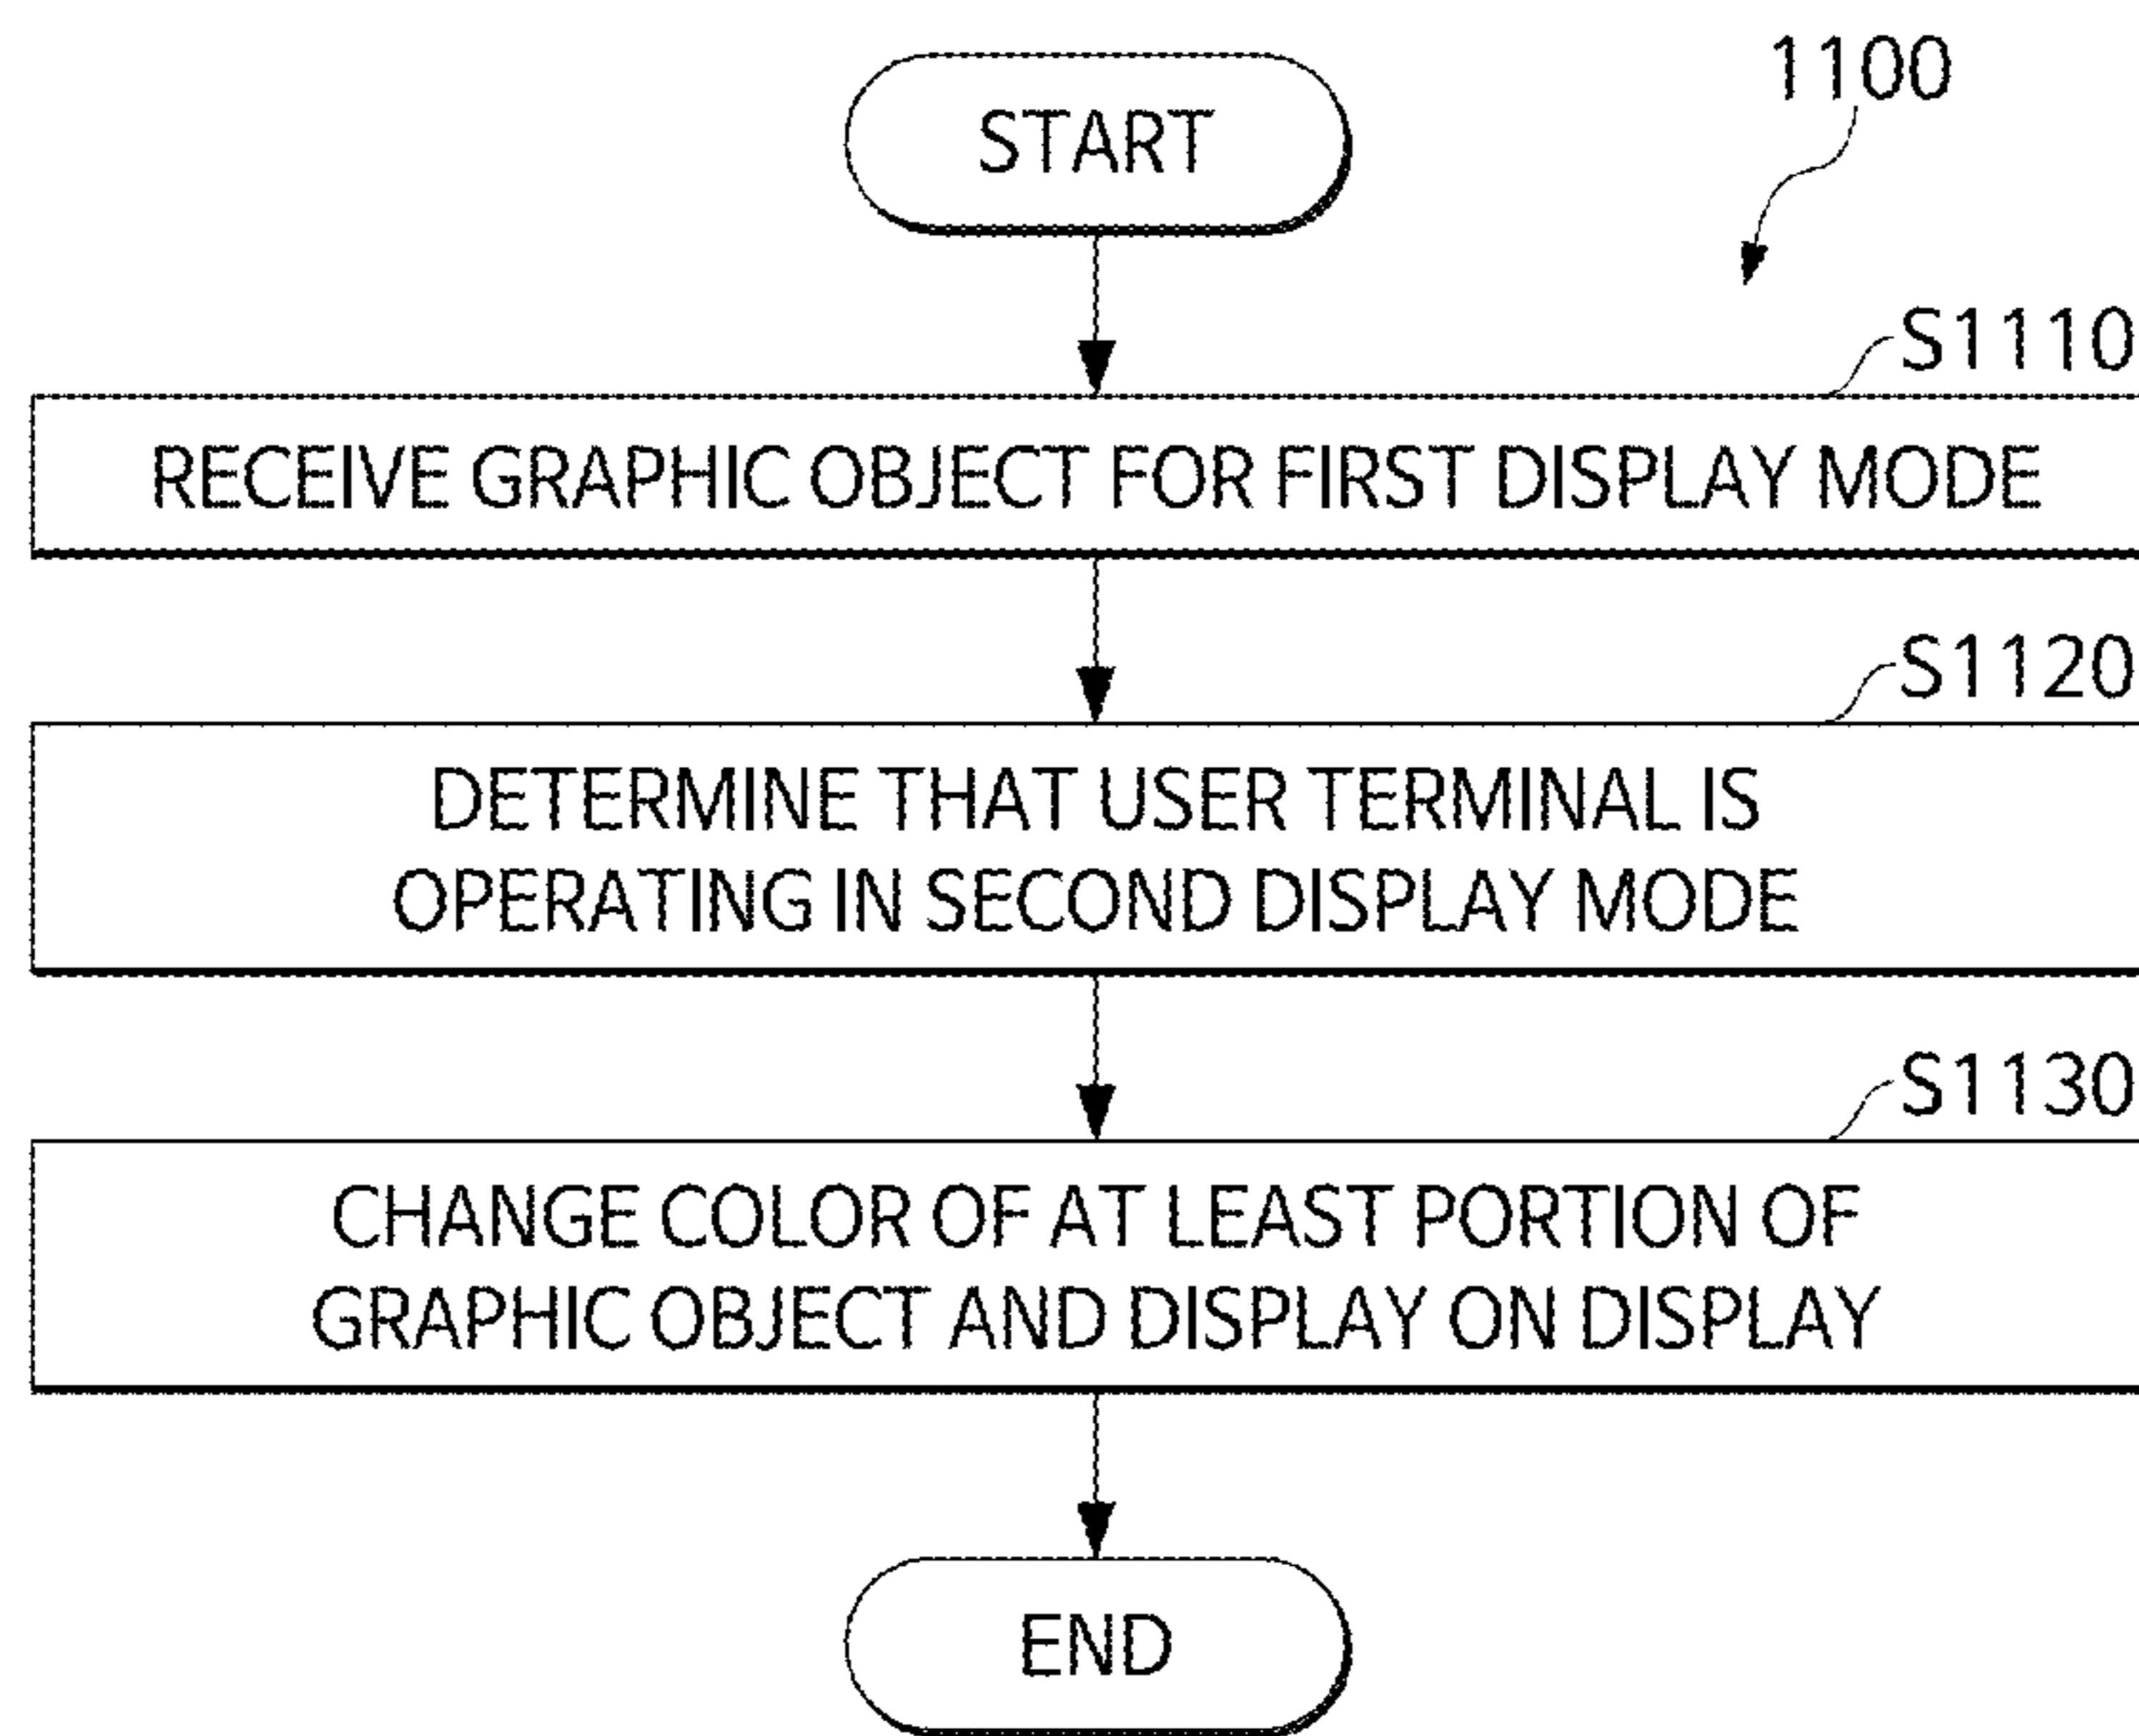 START
1100
S1110
RECEIVE GRAPHIC OBJECT FOR FIRST DISPLAY MODE
S1120
DETERMINE THAT USER TERMINAL IS
OPERATING IN SECOND DISPLAY MODE
S1130
CHANGE COLOR OF AT LEAST PORTION OF
GRAPHIC OBJECT AND DISPLAY ON DISPLAY
END